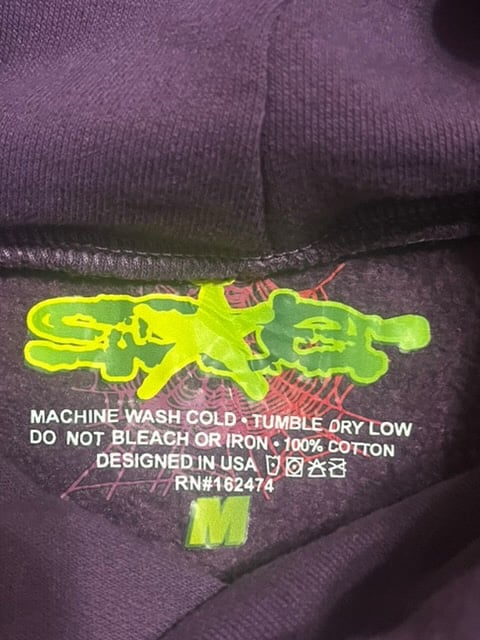 MACHINE WASH COLD • TUMBLE DRY LOW
DO NOT BLEACH OR IRON • 100% COTTON
DESIGNED IN USA
RN#162474
M